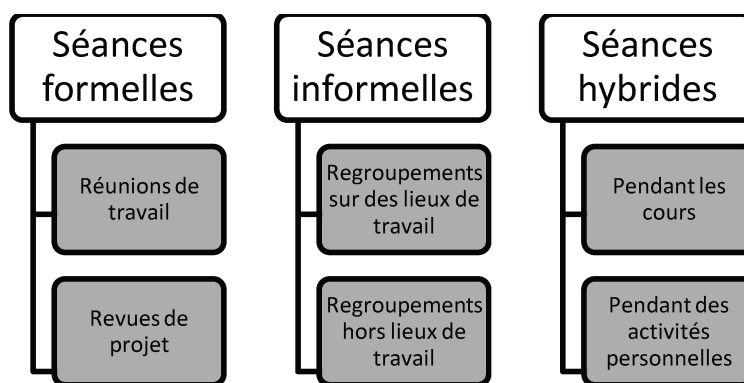 Séances
formelles
Réunions de
travail
Revues de
projet
Séances
informelles
Regroupements
sur des lieux de
travail
Regroupements
hors lieux de
travail
Séances
hybrides
Pendant les
cours
Pendant des
activités
personnelles